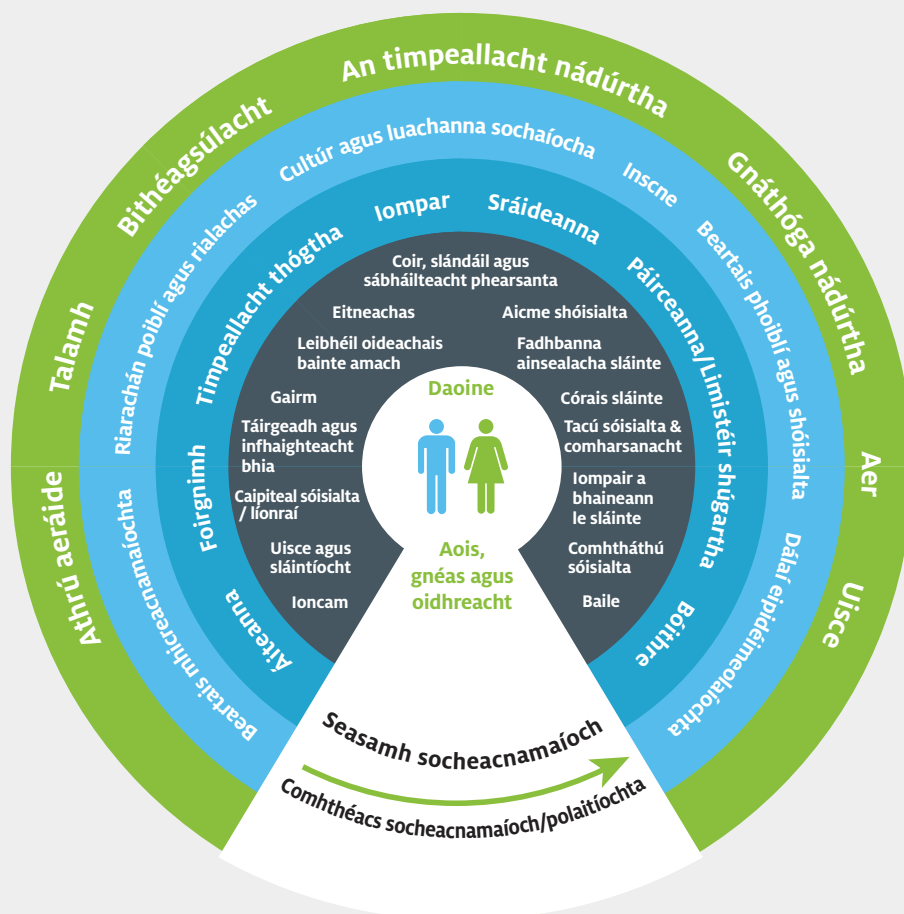 An timpeallacht nádúrtha
Bithéagsúlacht
Talamh
Athrú aeráide
Gnáthóga nádúrtha
Aer
Uisce
Cultúr agus luachanna sochaíocha
Riarachán poiblí agus rialachas
Beartais mhicreacnamaíochta
Inscne
Beartais phoiblí agus shóisialta
Dálaí eipidéimeolaíochta
Iompar
Sráideanna
Timpeallacht thógtha
Foirgnimh
Áiteanna
Páirceanna/Limistéir shúgartha
Bóithre
Coir, slándáil agus
sábháilteacht phearsanta
Eitneachas
Leibhéil oideachais
bainte amach
Gairm
Táirgeadh agus
infhaighteacht
bhia
Caipiteal sóisialta
/ líonraí
Uisce agus
sláintíocht
Ioncam
Aicme shóisialta
Fadhbanna
ainsealacha sláinte
Córais sláinte
Tacú sóisialta &
comharsanacht
Iompair a
bhaineann
le sláinte
Comhtháthú
sóisialta
Baile
Daoine
Aois,
gnéas agus
oidhreacht
Seasamh socheacnamaíoch
Comhthéacs socheacnamaíoch/polaitíochta